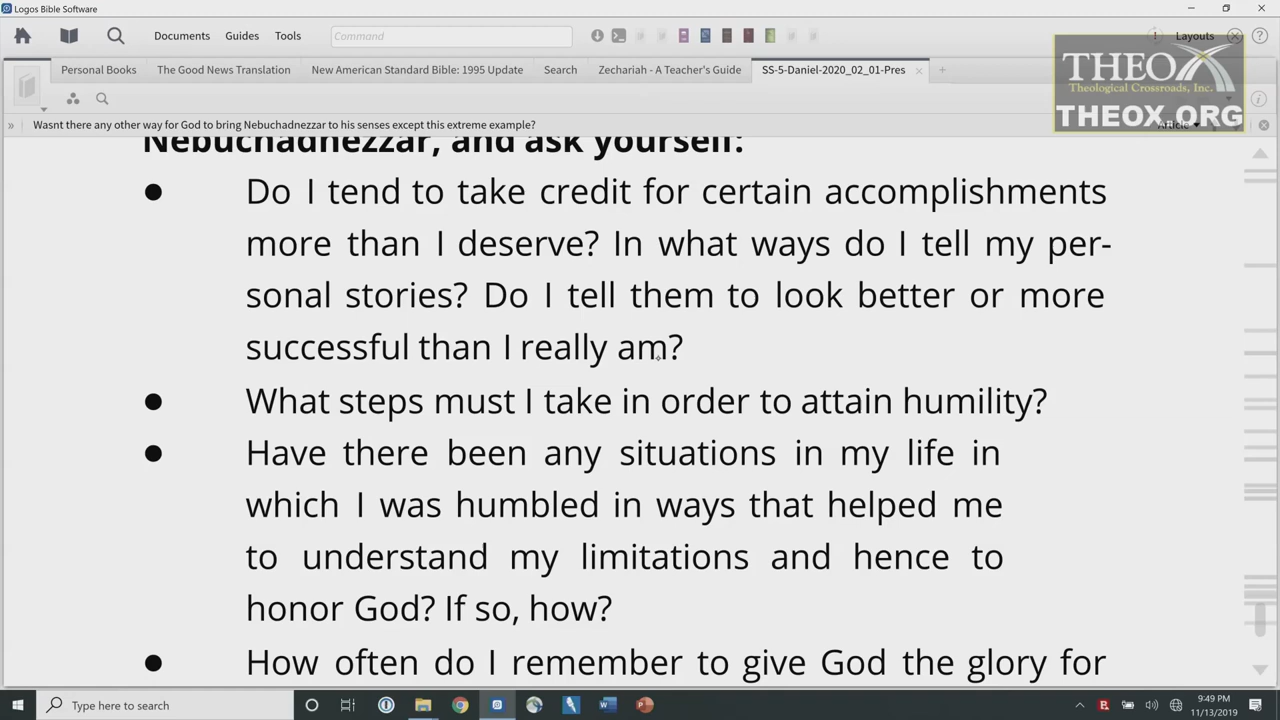 Logos Bible Software
Documents Guides Tools Command Layouts
THEOX
Theological Crossroads, Inc.
THEOX.ORG
Personal Books The Good News Translation New American Standard Bible: 1995 Update Search Zechariah - A Teacher's Guide SS-5-Daniel-2020_02_01-Pres
Wasnt there any other way for God to bring Nebuchadnezzar to his senses except this extreme example? Article
Nebuchadnezzar, and ask yourself:
● Do I tend to take credit for certain accomplishments
more than I deserve? In what ways do I tell my per-
sonal stories? Do I tell them to look better or more
successful than I really am?
● What steps must I take in order to attain humility?
● Have there been any situations in my life in
which I was humbled in ways that helped me
to understand my limitations and hence to
honor God? If so, how?
● How often do I remember to give God the glory for
Type here to search
9:49 PM
11/13/2019